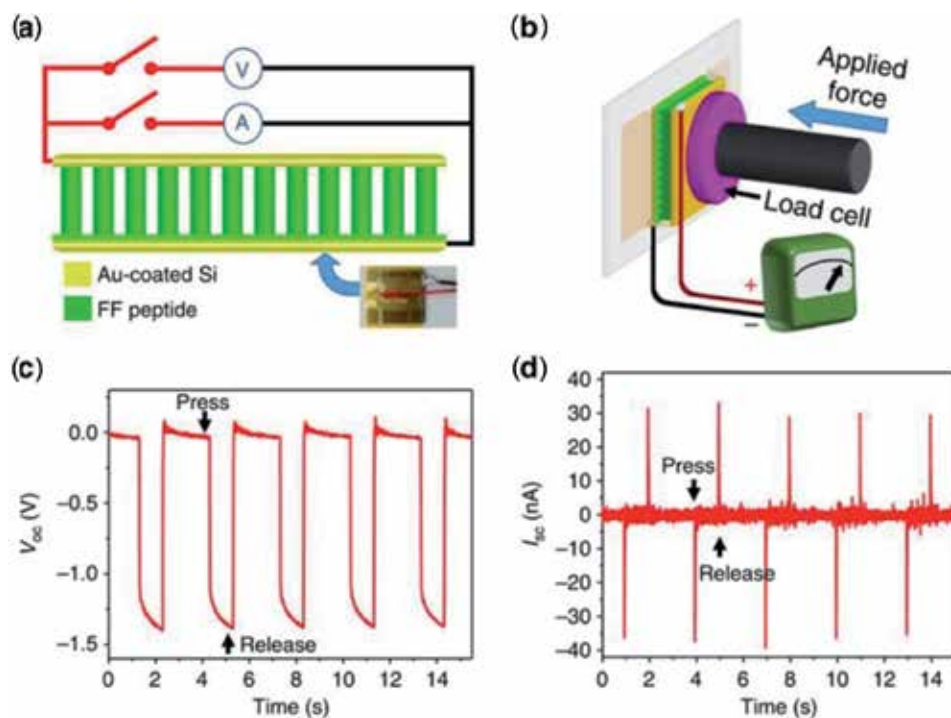 (a)
V
A
Au-coated Si
FF peptide
(b)
Applied
force
Load cell
+
−
(c)
Press
Release
0.0
−0.5
−1.0
−1.5
V oc (V)
0 2 4 6 8 10 12 14
Time (s)
(d)
Press
Release
40
30
20
10
0
−10
−20
−30
−40
I sc (nA)
0 2 4 6 8 10 12 14
Time (s)